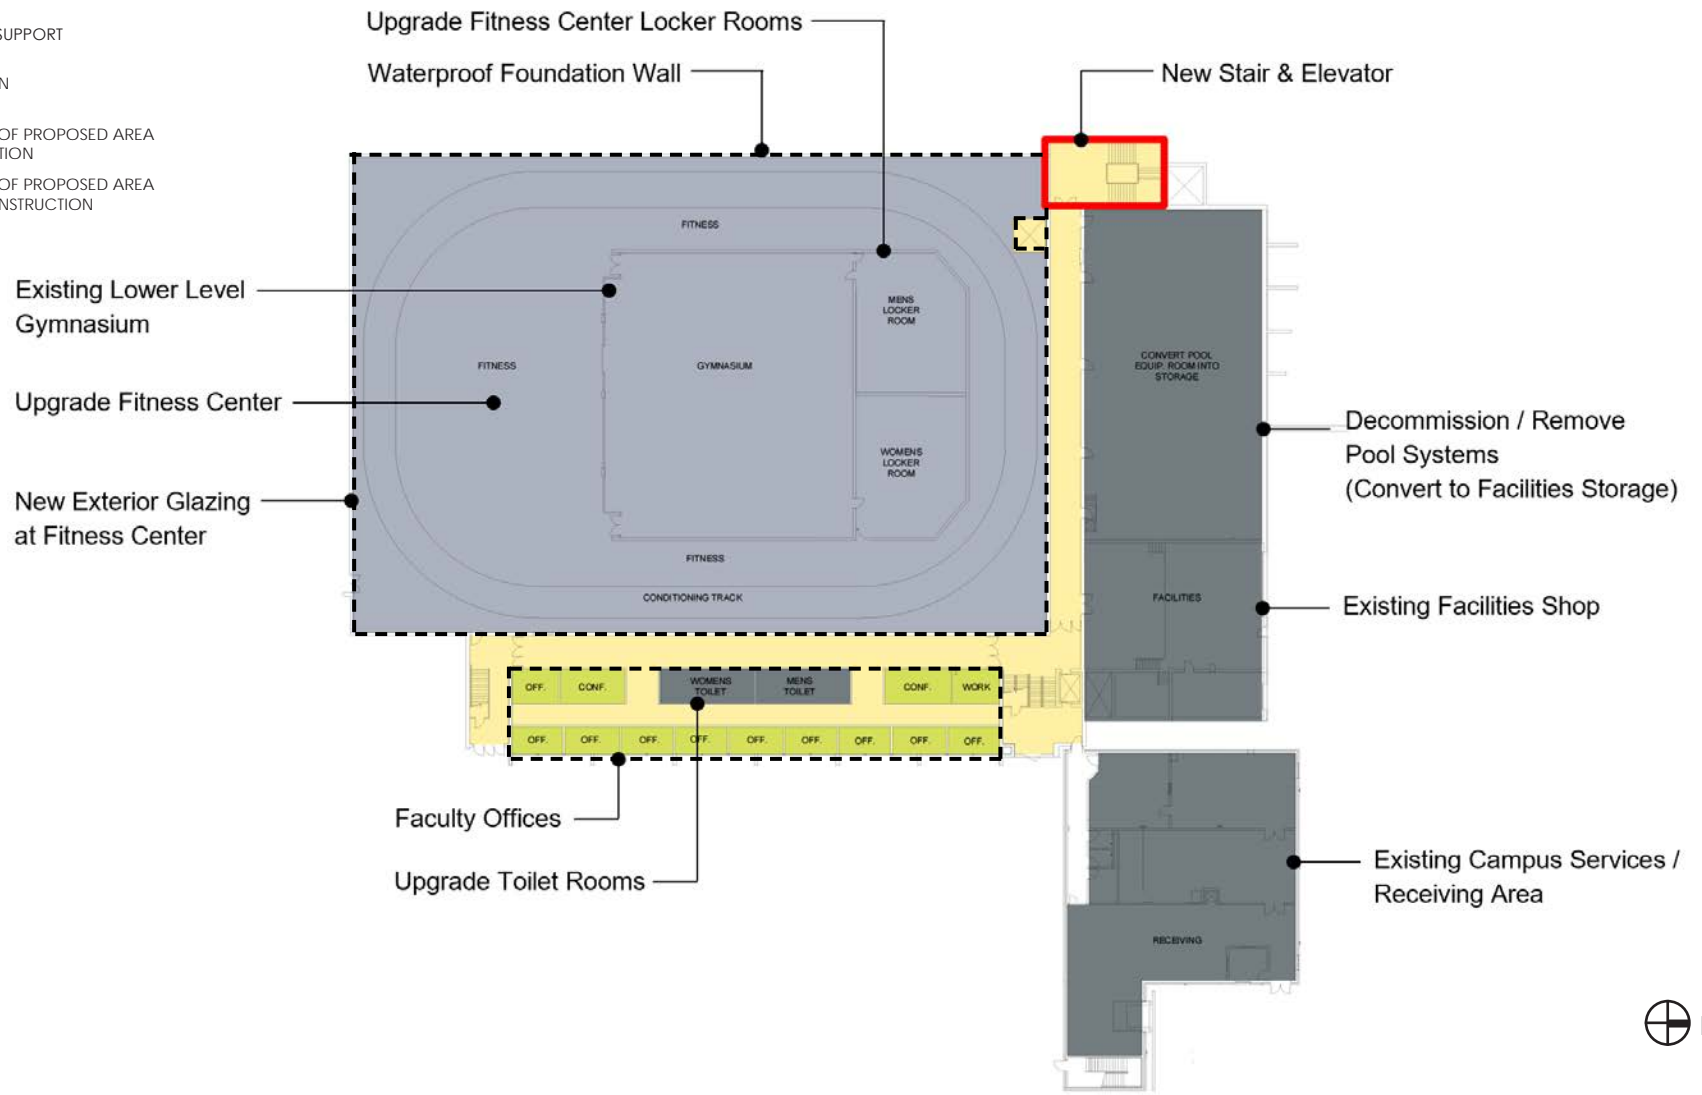 SUPPORT
OF PROPOSED AREA
OF PROPOSED AREA
Upgrade Fitness Center Locker Rooms
Waterproof Foundation Wall
New Stair & Elevator
Existing Lower Level
Gymnasium
Upgrade Fitness Center
New Exterior Glazing
at Fitness Center
FITNESS
MENS
LOCKER
ROOM
FITNESS
GYMNASIUM
WOMENS
LOCKER
ROOM
FITNESS
CONDITIONING TRACK
CONVERT POOL
EQUIP. ROOM INTO
STORAGE
Decommission / Remove
Pool Systems
(Convert to Facilities Storage)
FACILITIES
Existing Facilities Shop
OFF.
CONF.
WOMENS
TOILET
MENS
TOILET
CONF.
WORK
OFF.
OFF.
OFF.
OFF.
OFF.
OFF.
OFF.
OFF.
OFF.
Faculty Offices
Upgrade Toilet Rooms
Existing Campus Services /
Receiving Area
RECEIVING